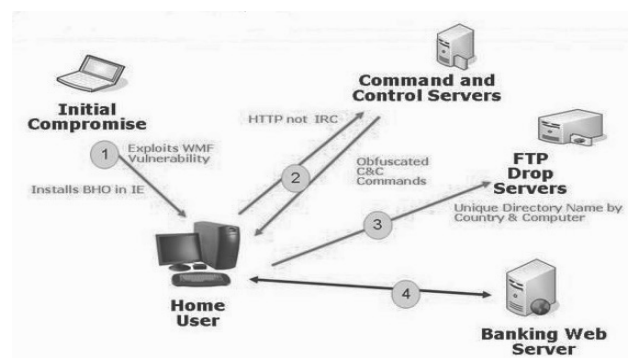 Command and
Control Servers
Initial
Compromise
HTTP not IRC
1
Exploits WMF
Vulnerability
Installs BHO in IE
2
Obfuscated
C&C
Commands
FTP
Drop
Servers
Unique Directory Name by
Country & Computer
3
4
Home
User
Banking Web
Server